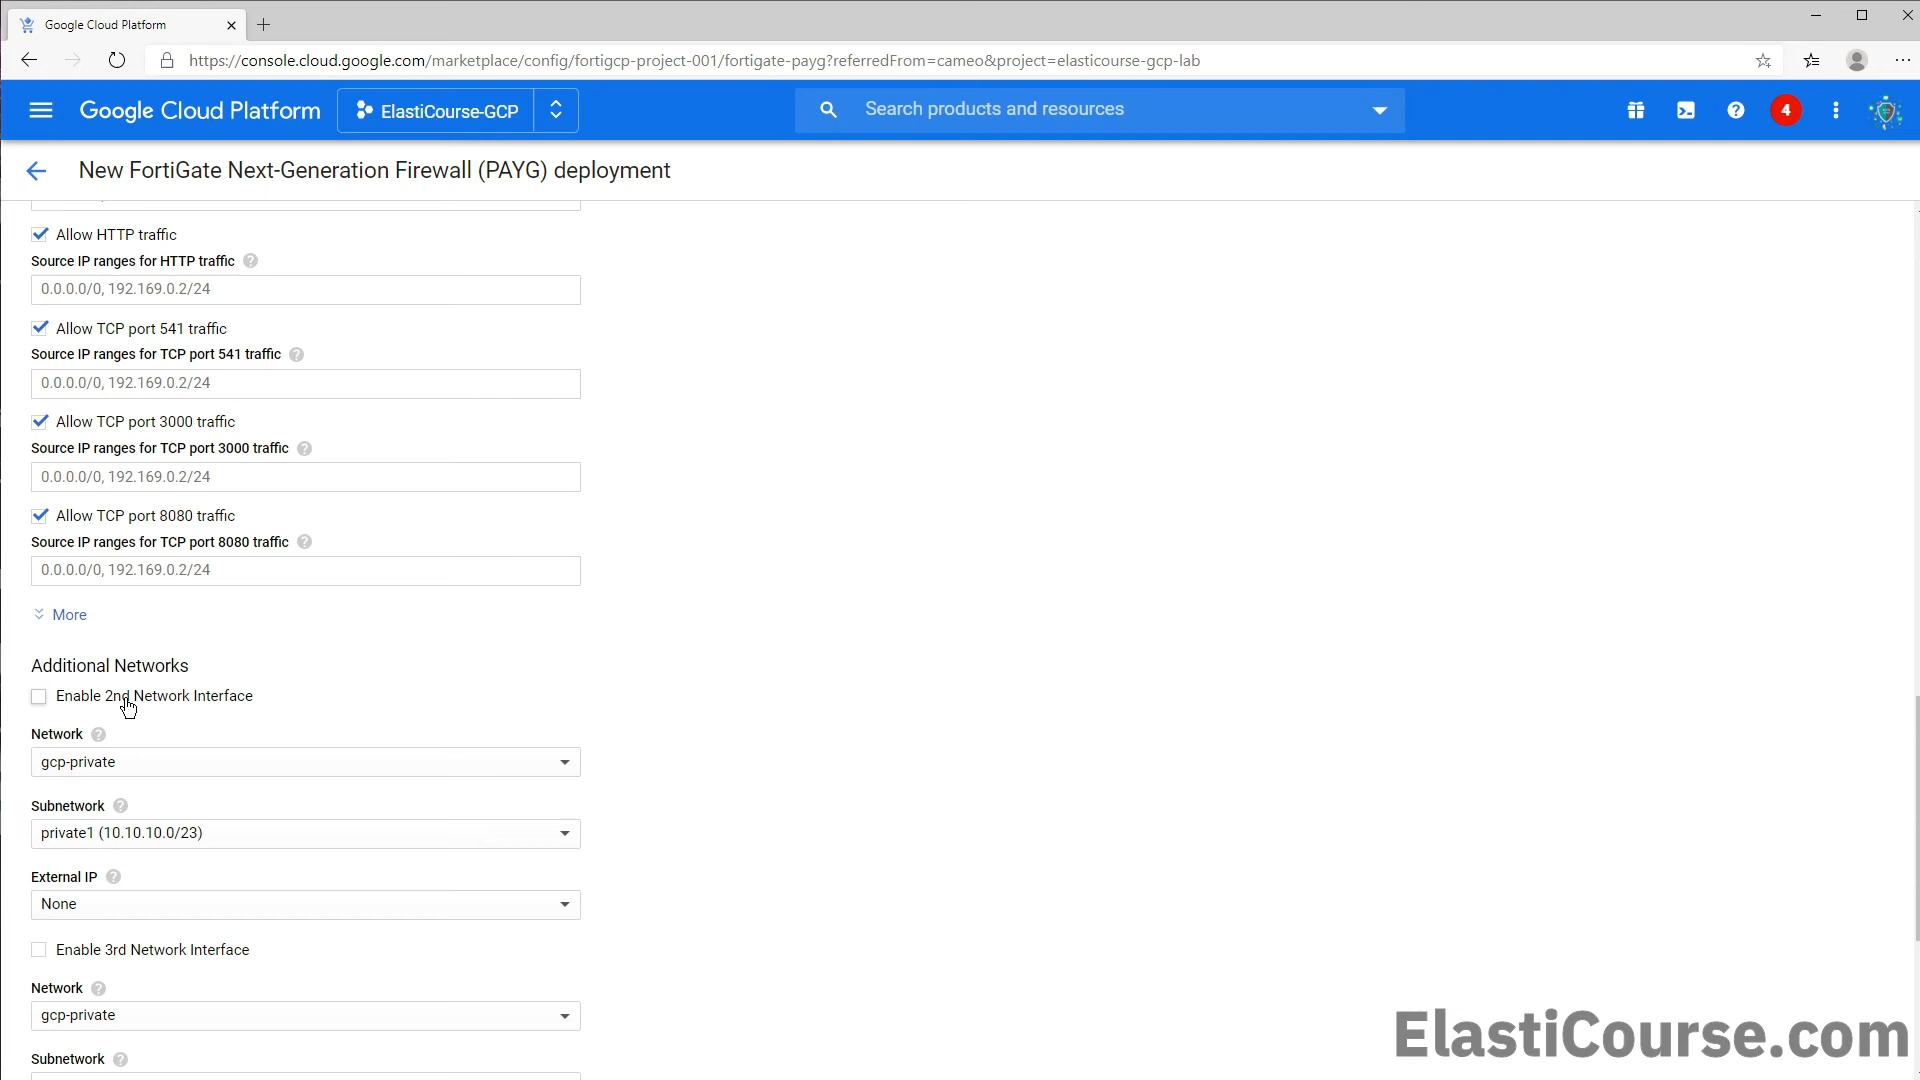 Google Cloud Platform
https://console.cloud.google.com/marketplace/config/fortigcp-project-001/fortigate-payg?referredFrom=cameo&project=elasticourse-gcp-lab
Google Cloud Platform
ElastiCourse-GCP
Search products and resources
4
New FortiGate Next-Generation Firewall (PAYG) deployment
Allow HTTP traffic
Source IP ranges for HTTP traffic
0.0.0.0/0, 192.169.0.2/24
Allow TCP port 541 traffic
Source IP ranges for TCP port 541 traffic
0.0.0.0/0, 192.169.0.2/24
Allow TCP port 3000 traffic
Source IP ranges for TCP port 3000 traffic
0.0.0.0/0, 192.169.0.2/24
Allow TCP port 8080 traffic
Source IP ranges for TCP port 8080 traffic
0.0.0.0/0, 192.169.0.2/24
More
Additional Networks
Enable 2nd Network Interface
Network
gcp-private
Subnetwork
private1 (10.10.10.0/23)
External IP
None
Enable 3rd Network Interface
Network
gcp-private
Subnetwork
ElastiCourse.com